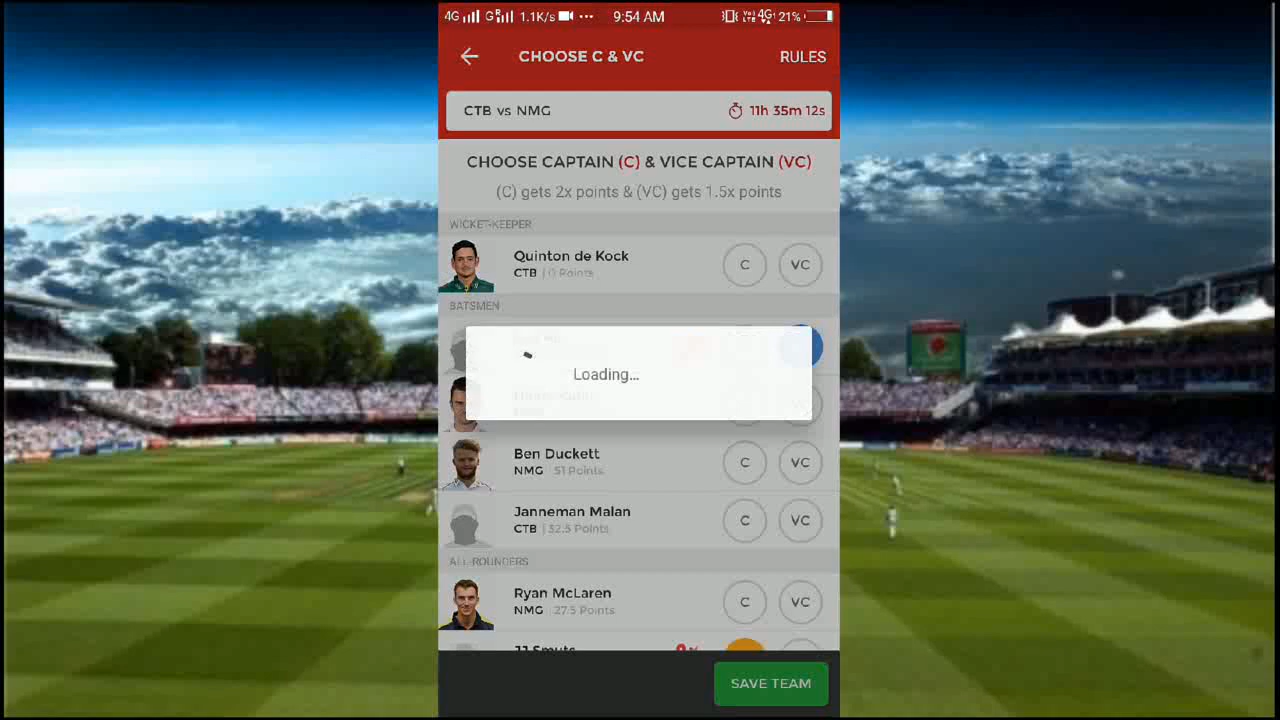 4G 1.1K/s 9:54 AM 4G 21%
CHOOSE C & VC RULES
CTB vs NMG 11h 35m 12s
CHOOSE CAPTAIN (C) & VICE CAPTAIN (VC)
(C) gets 2x points & (VC) gets 1.5x points
WICKET-KEEPER
Quinton de Kock
CTB | 0 Points
C VC
BATSMEN
Loading...
Ben Duckett
NMG | 51 Points
C VC
Janneman Malan
CTB | 32.5 Points
C VC
ALL-ROUNDERS
Ryan McLaren
NMG | 27.5 Points
C VC
JJ Smuts
SAVE TEAM